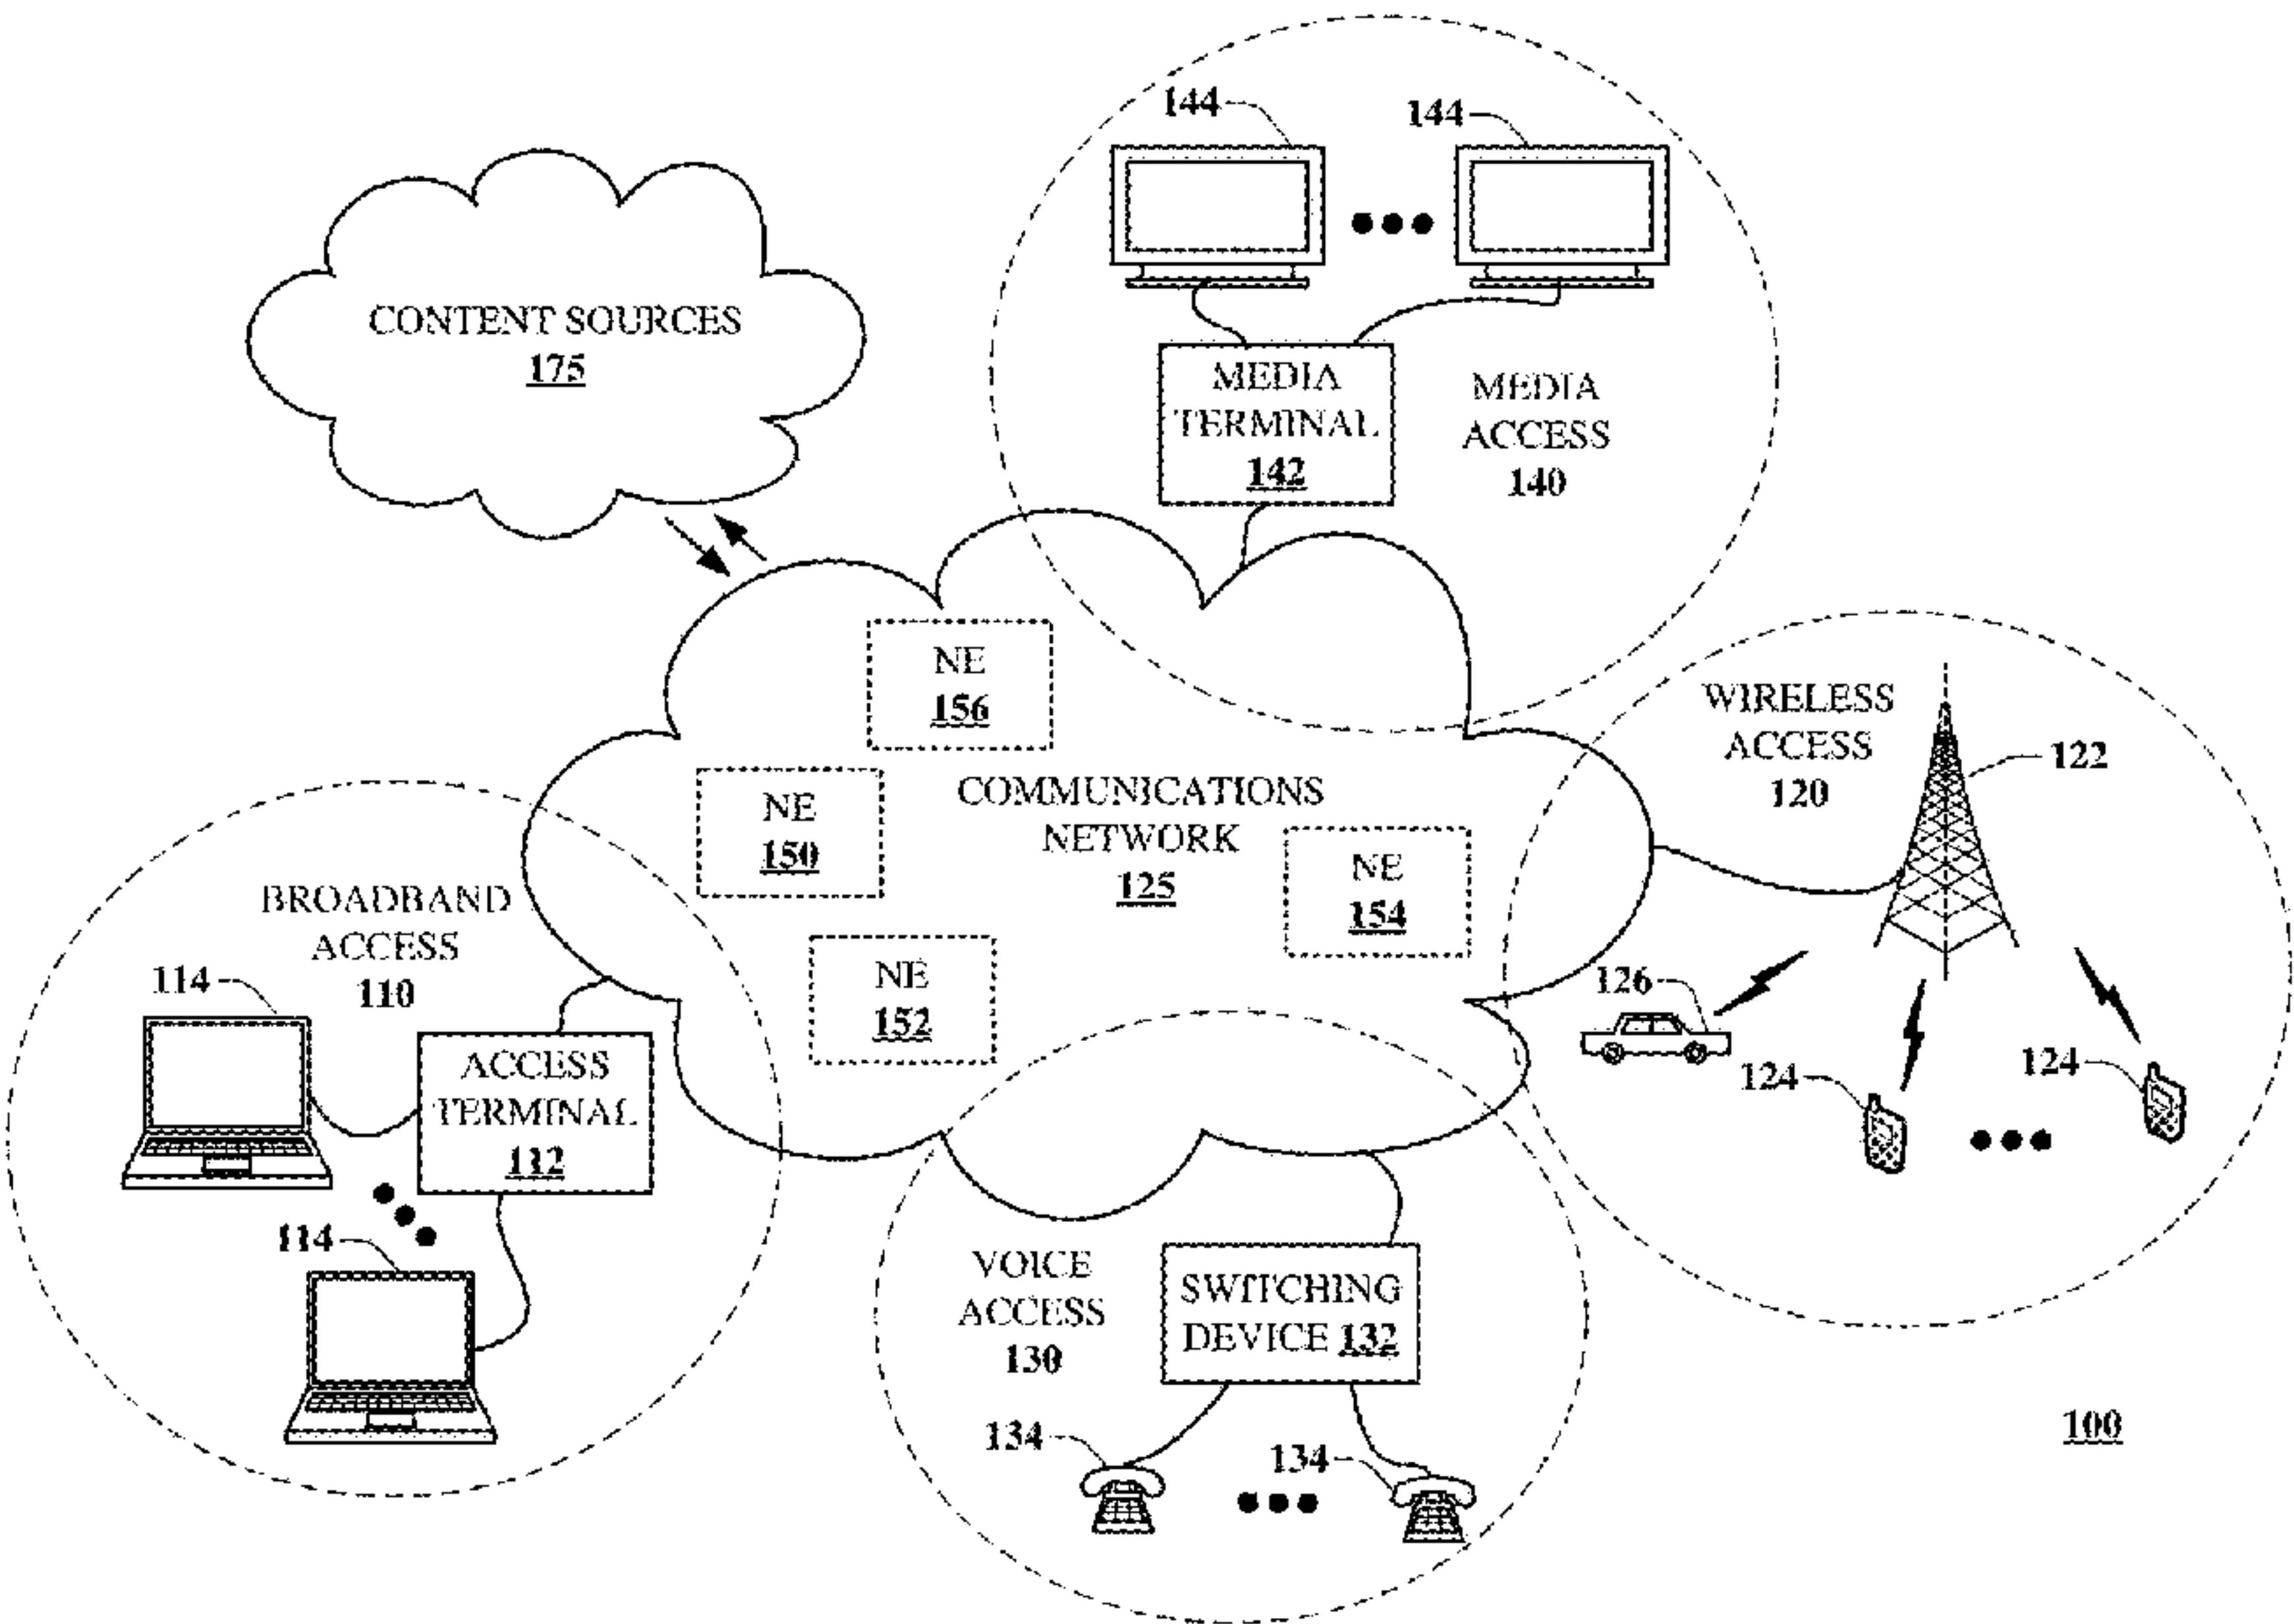 144
144
CONTENT SOURCES
175
MEDIA
TERMINAL
142
MEDIA
ACCESS
140
NE
156
WIRELESS
ACCESS
120
122
NE
150
COMMUNICATIONS
NETWORK
125
NE
154
BROADBAND
ACCESS
110
114
NE
152
126
124
124
ACCESS
TERMINAL
112
114
VOICE
ACCESS
130
SWITCHING
DEVICE 132
134
134
100